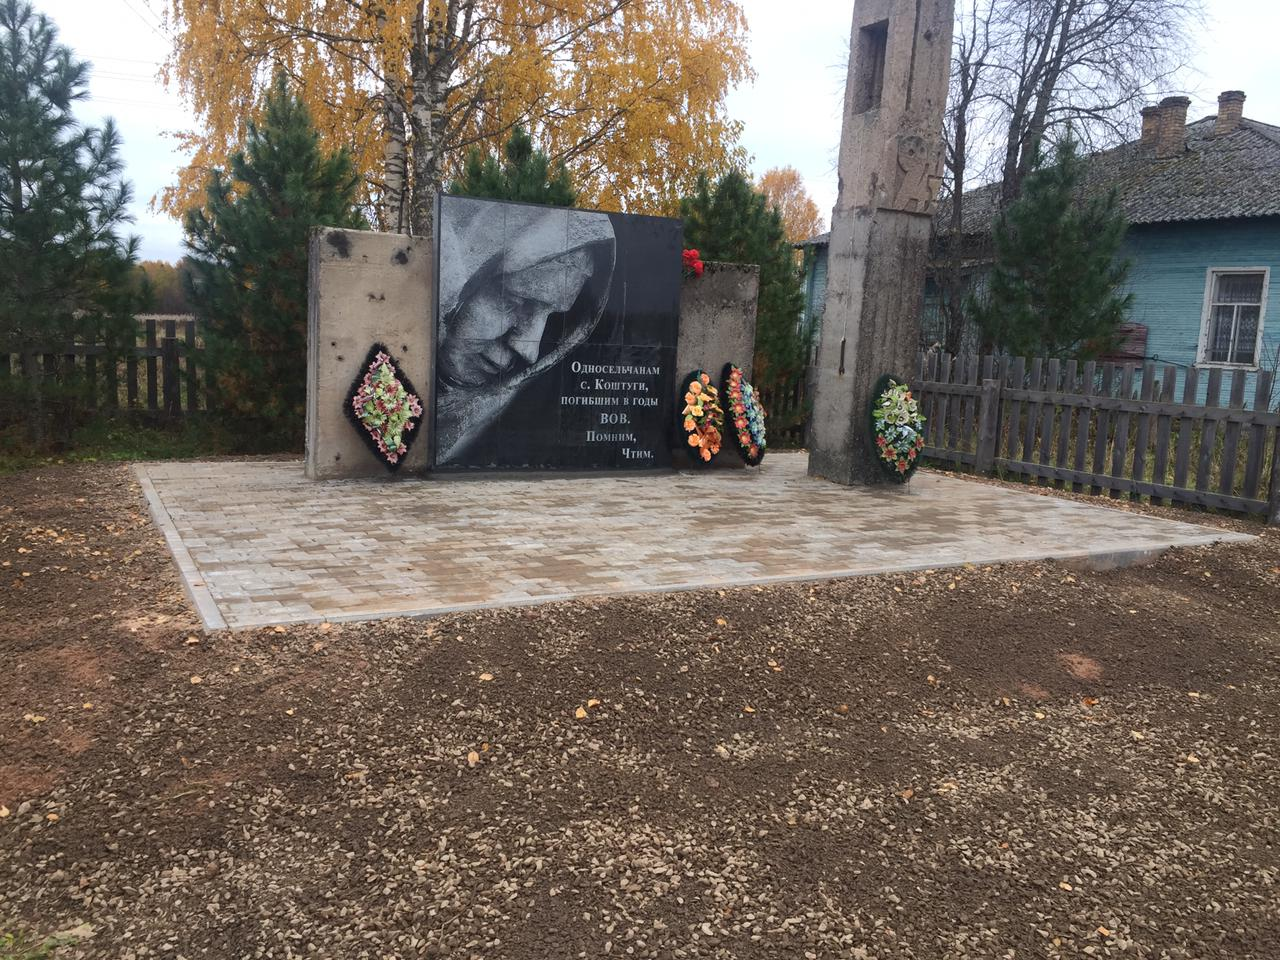 Односельчанам
с. Коштуги,
погибшим в годы
ВОВ.
Помним,
Чтим.